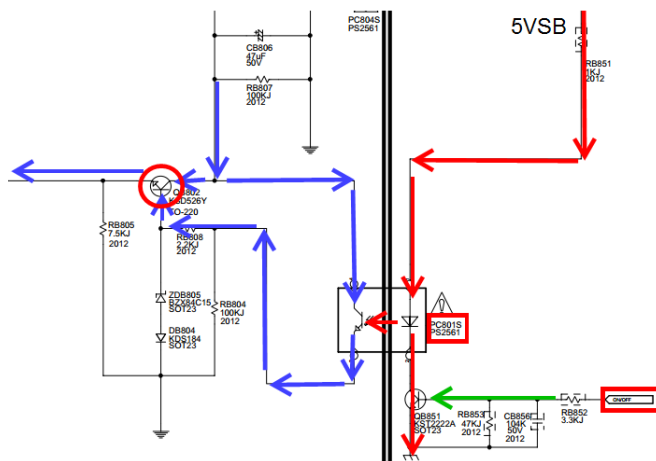 PC804S
PS2561
5VSB
CB806
47uF
50V
RB807
100KJ
2012
RB851
1KJ
2012
QB802
KSD526Y
TO-220
RB805
7.5KJ
2012
RB808
2.2KJ
2012
ZDB805
BZX84C15
SOT23
RB804
100KJ
2012
DB804
KDS184
SOT23
PC801S
PS2561
ON/OFF
QB851
KST2222A
SOT23
RB853
47KJ
2012
CB856
104K
50V
2012
RB852
3.3KJ